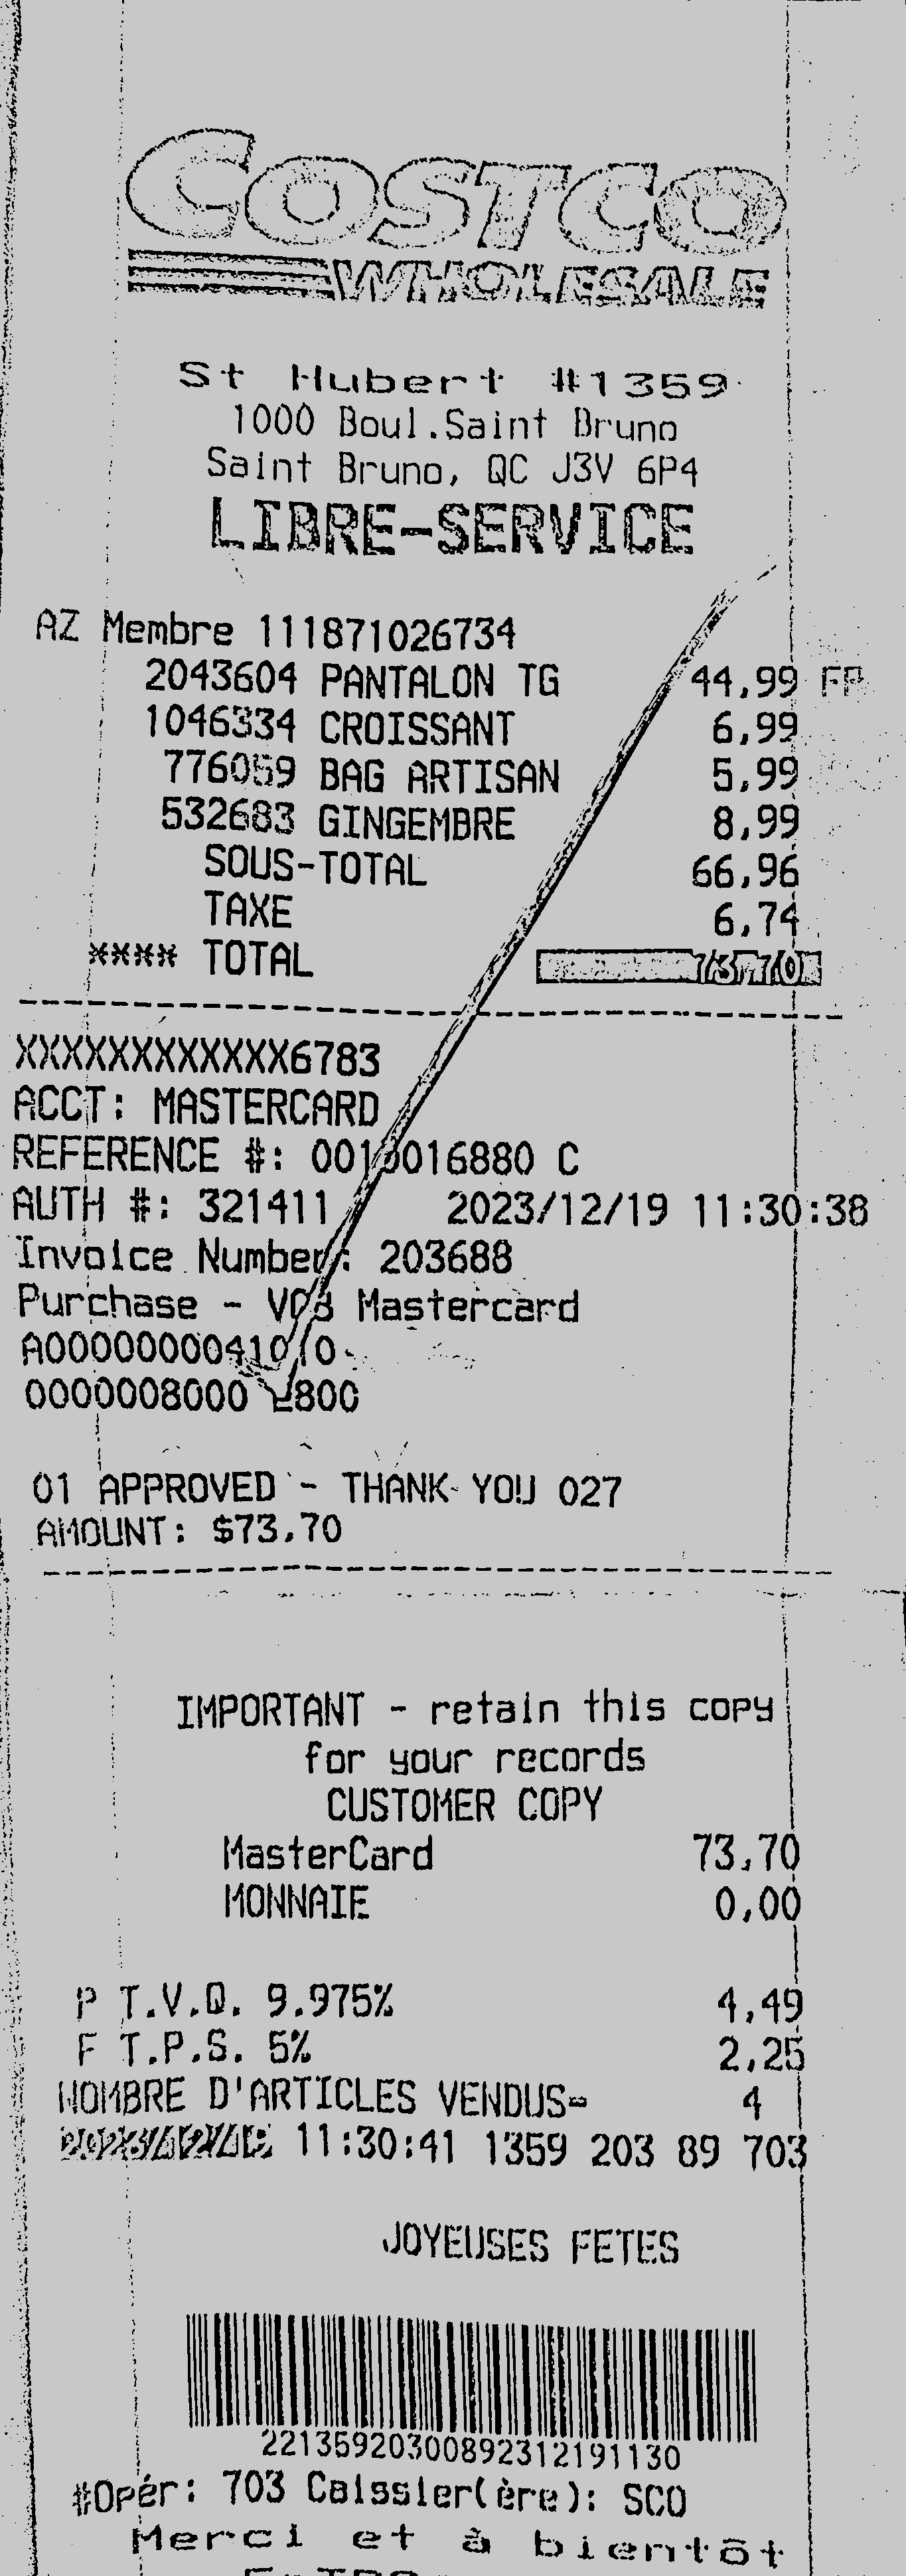 COSTCO
WHOLESALE
St Hubert #1359
1000 Boul.Saint Bruno
Saint Bruno, QC J3V 6P4
LIBRE-SERVICE
AZ Membre 111871026734
2043604 PANTALON TG 44,99 FP
1046334 CROISSANT 6,99
776059 BAG ARTISAN 5,99
532683 GINGEMBRE 8,99
SOUS-TOTAL 66,96
TAXE 6,74
**** TOTAL 73,70
XXXXXXXXXXXX6783
ACCT: MASTERCARD
REFERENCE #: 0010016880 C
AUTH #: 321411 2023/12/19 11:30:38
Invoice Number: 203688
Purchase - Mastercard
A0000000041010
0000008000 E800
01 APPROVED - THANK YOU 027
AMOUNT: $73.70
IMPORTANT - retain this copy
for your records
CUSTOMER COPY
MasterCard 73,70
MONNAIE 0,00
P T.V.Q. 9.975% 4,49
F T.P.S. 5% 2,25
NOMBRE D'ARTICLES VENDUS= 4
2023/12/19 11:30:41 1359 203 89 703
JOYEUSES FETES
22135920300892312191130
#Opér: 703 Caissier(ère): SCO
Merci et à bientôt